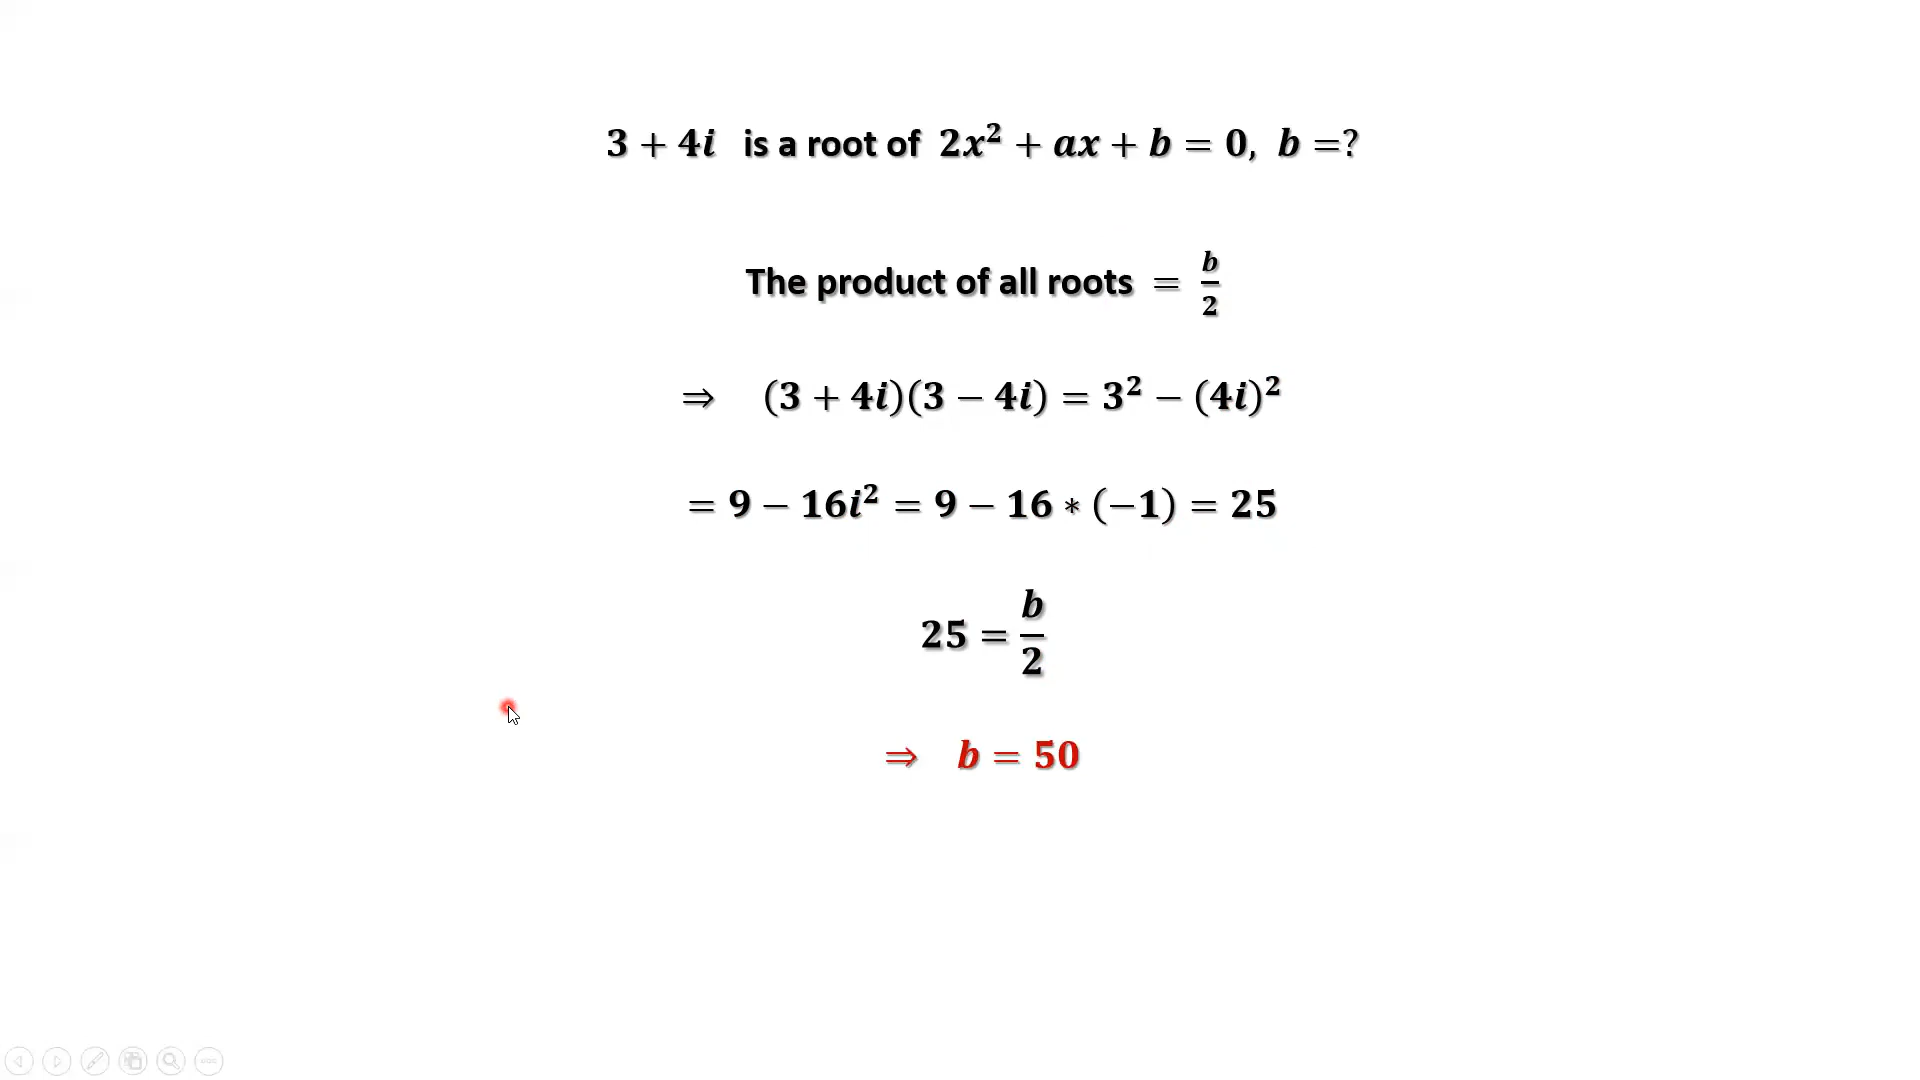 3 + 4i is a root of 2x² + ax + b = 0, b =?
The product of all roots = b/2
⇒ (3 + 4i)(3 − 4i) = 3² − (4i)²
= 9 − 16i² = 9 − 16 ∗ (−1) = 25
25 = b/2
⇒ b = 50